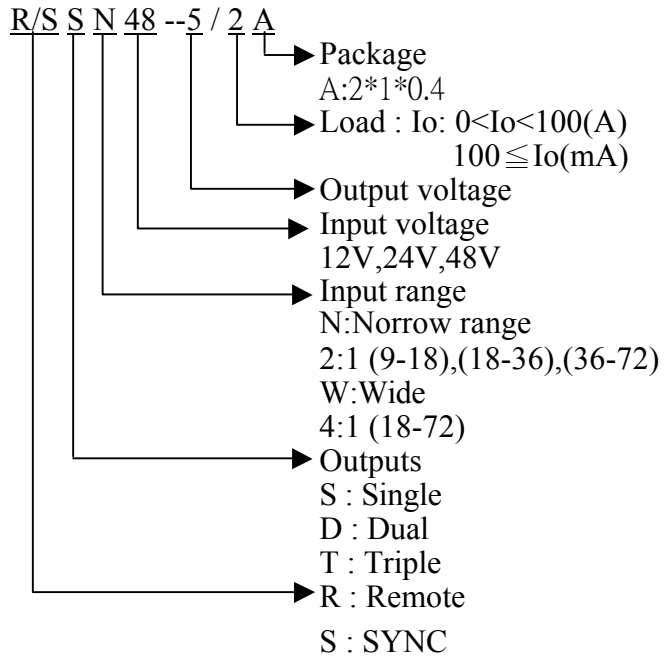 R/S S N 48 --5 / 2 A
Package
A:2*1*0.4
Load : Io: 0<Io<100(A)
100≦Io(mA)
Output voltage
Input voltage
12V,24V,48V
Input range
N:Norrow range
2:1 (9-18),(18-36),(36-72)
W:Wide
4:1 (18-72)
Outputs
S : Single
D : Dual
T : Triple
R : Remote
S : SYNC